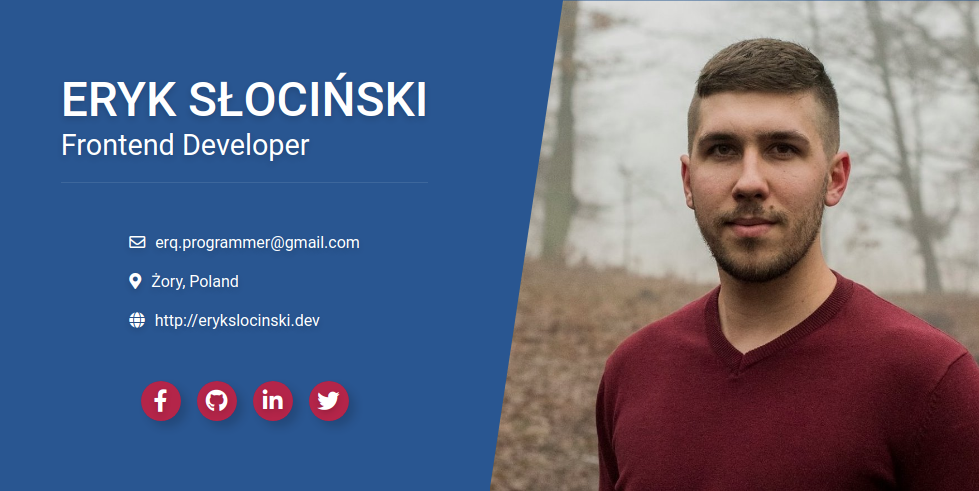 ERYK SŁOCIŃSKI
Frontend Developer
erq.programmer@gmail.com
Żory, Poland
http://erykslocinski.dev